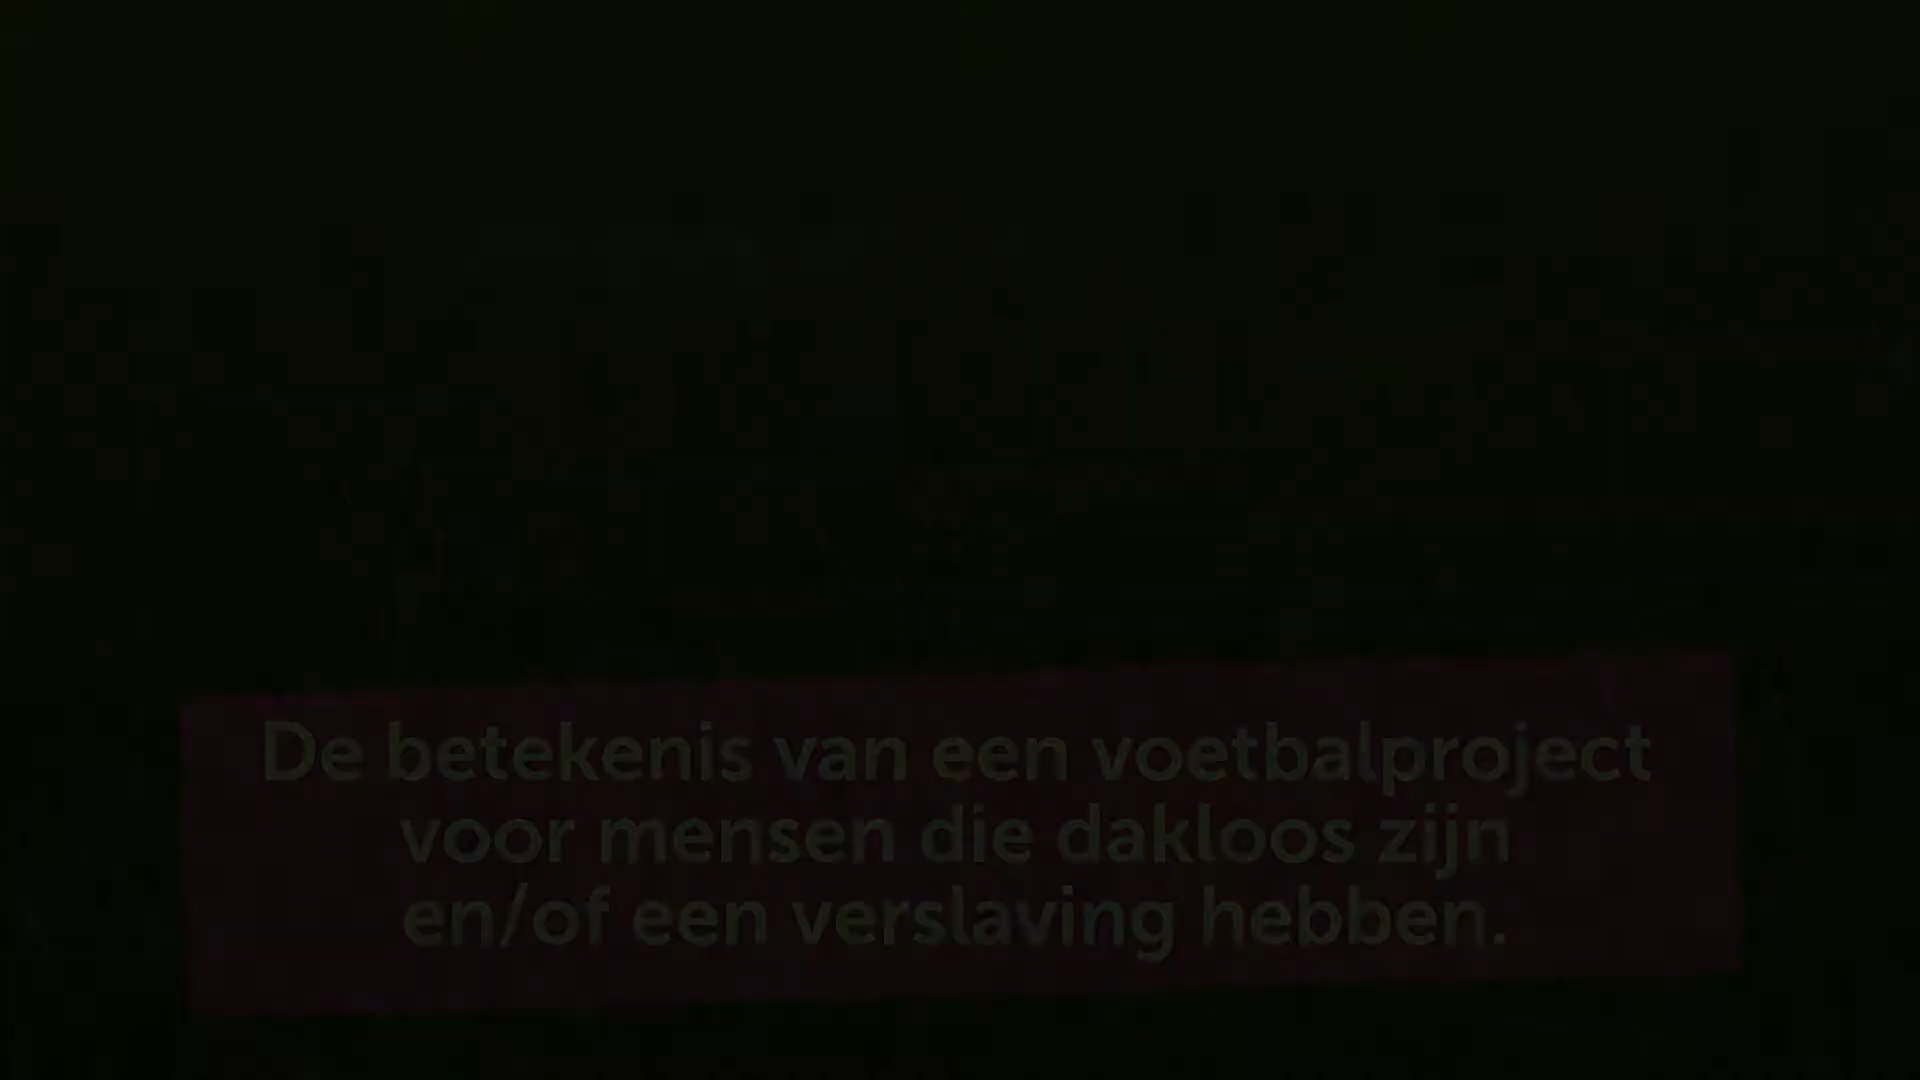 De betekenis van een voetbalproject
voor mensen die dakloos zijn
en/of een verslaving hebben.